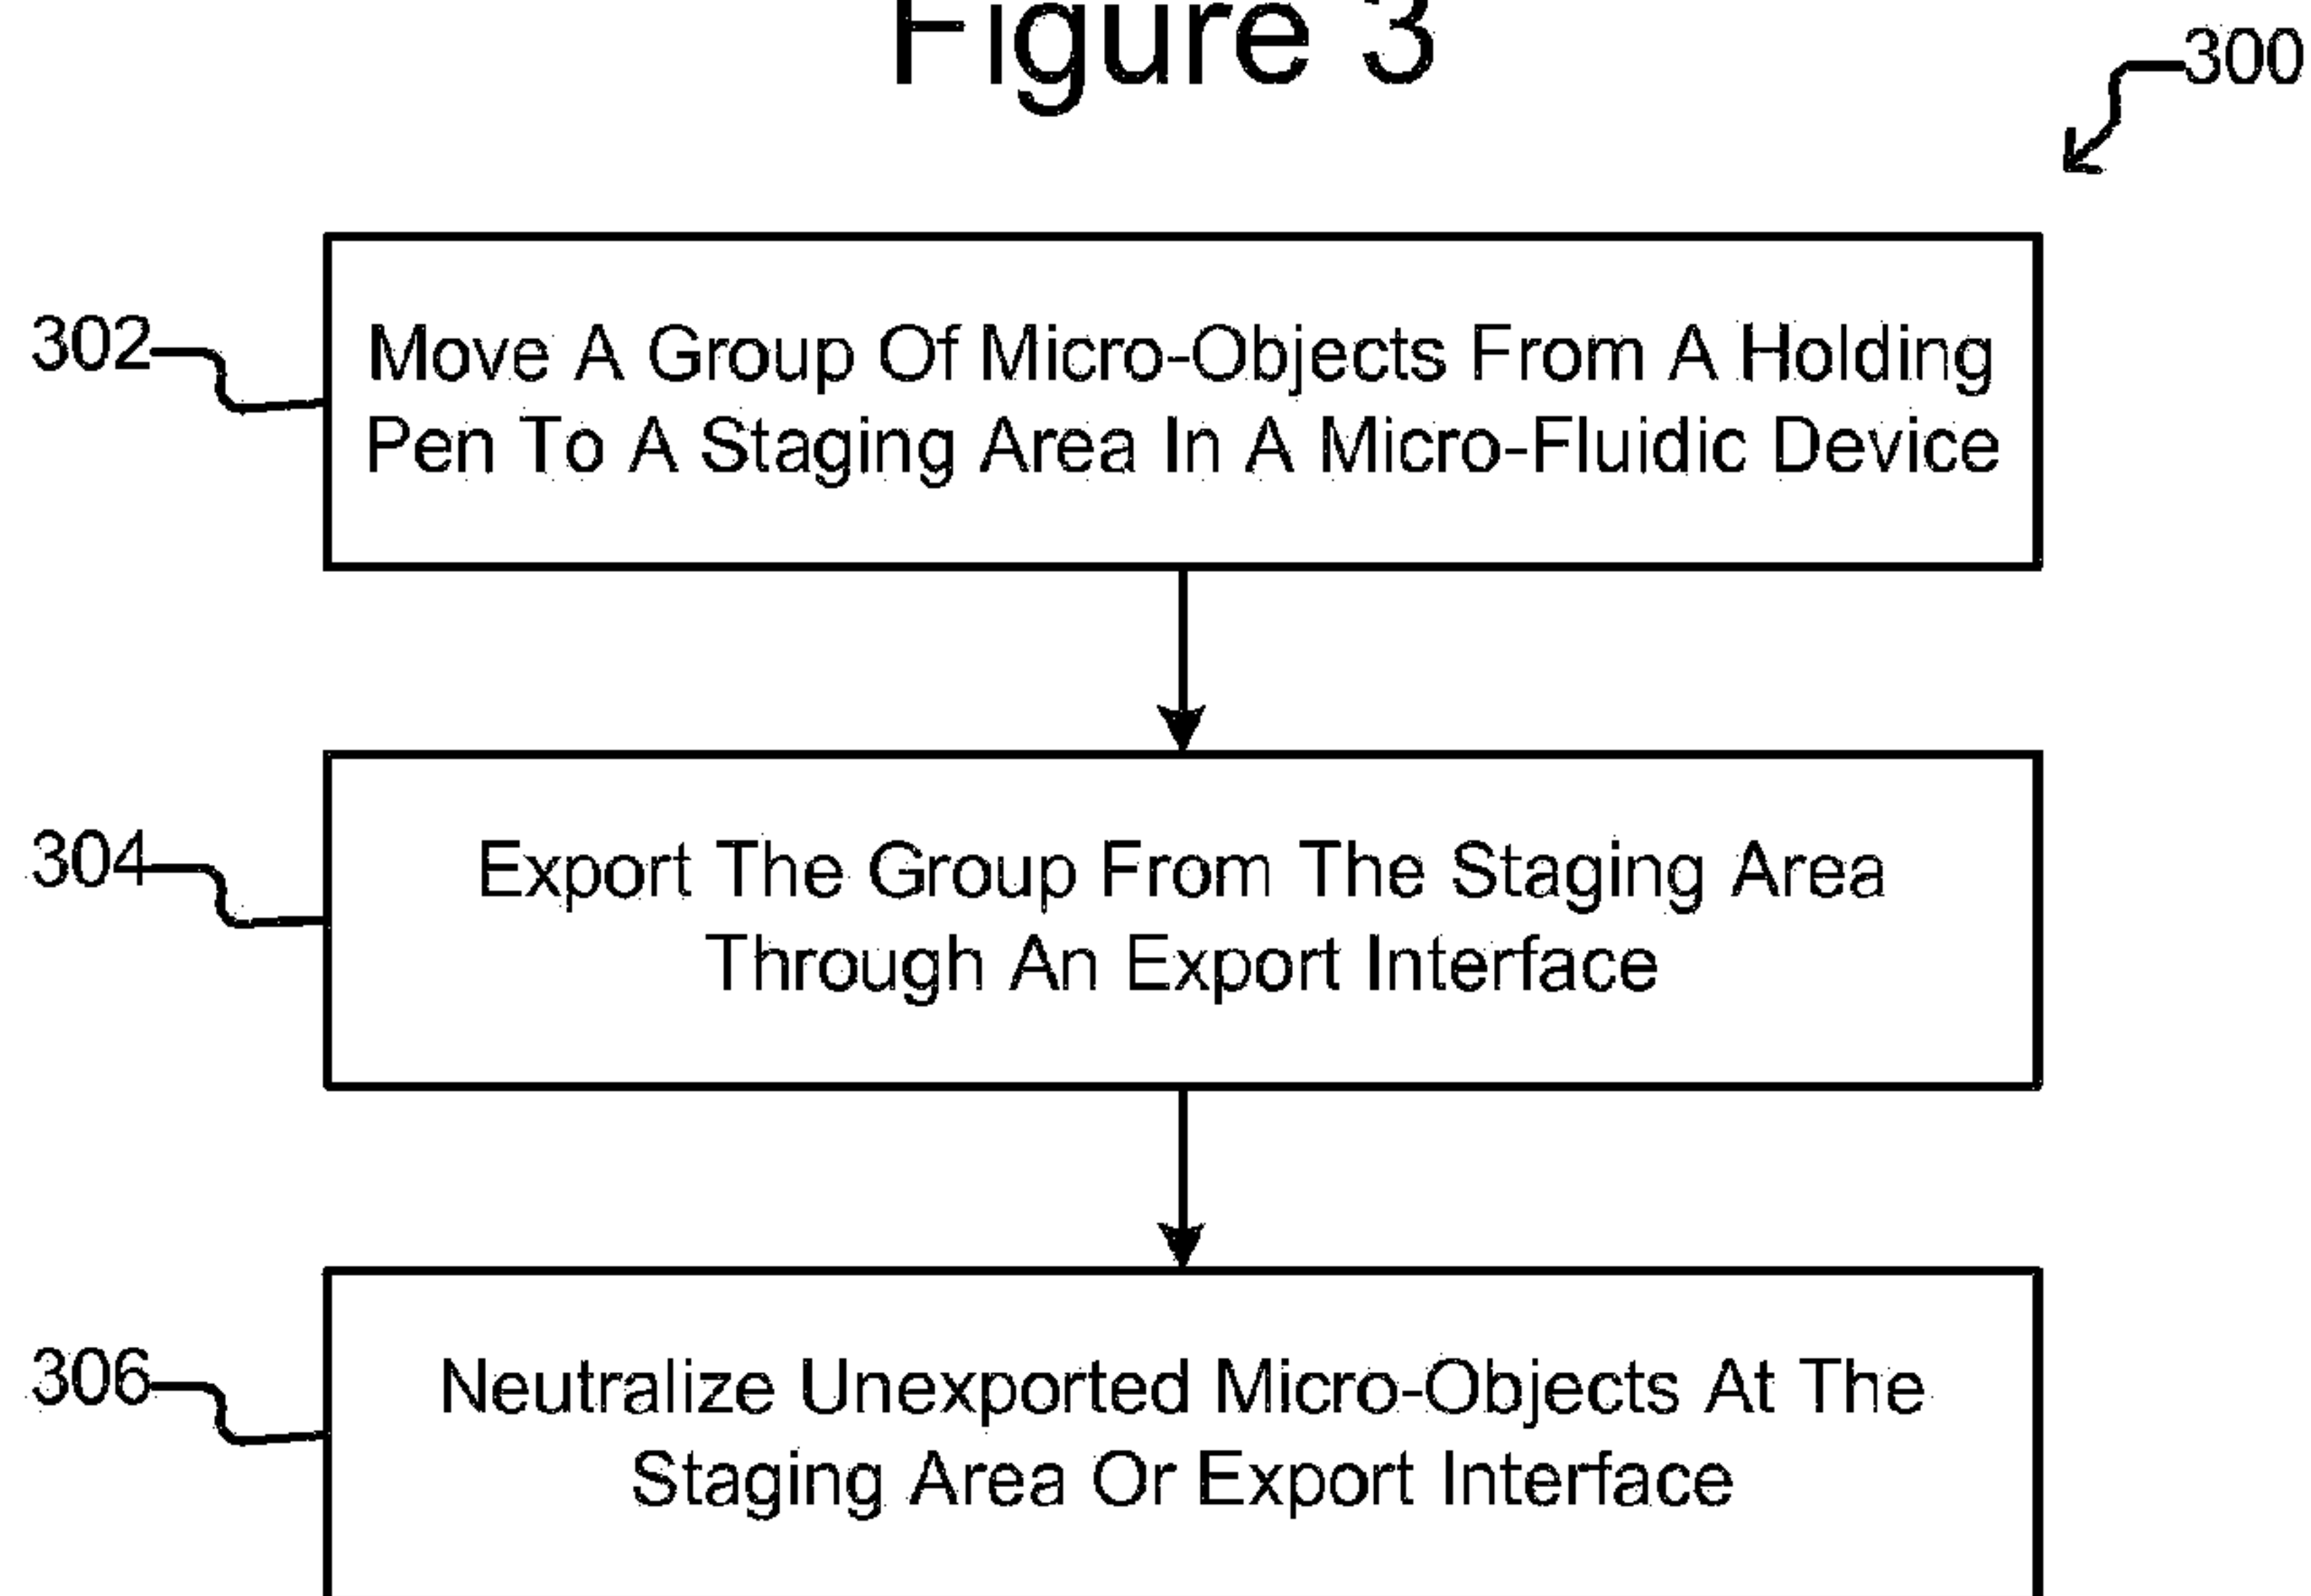 Figure 3
300
302
Move A Group Of Micro-Objects From A Holding
Pen To A Staging Area In A Micro-Fluidic Device
304
Export The Group From The Staging Area
Through An Export Interface
306
Neutralize Unexported Micro-Objects At The
Staging Area Or Export Interface